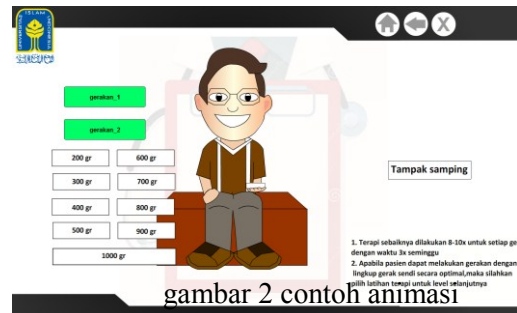 UNIVERSITAS ISLAM INDONESIA
X
gerakan_1
gerakan_2
200 gr
600 gr
300 gr
700 gr
400 gr
800 gr
500 gr
900 gr
1000 gr
Tampak samping
1. Terapi sebaiknya dilakukan 8-10x untuk setiap ge
dengan waktu 3x seminggu
2. Apabila pasien dapat melakukan gerakan dengan
lingkup gerak sendi secara optimal,maka silahkan
pilih latihan terapi untuk level selanjutnya
gambar 2 contoh animasi